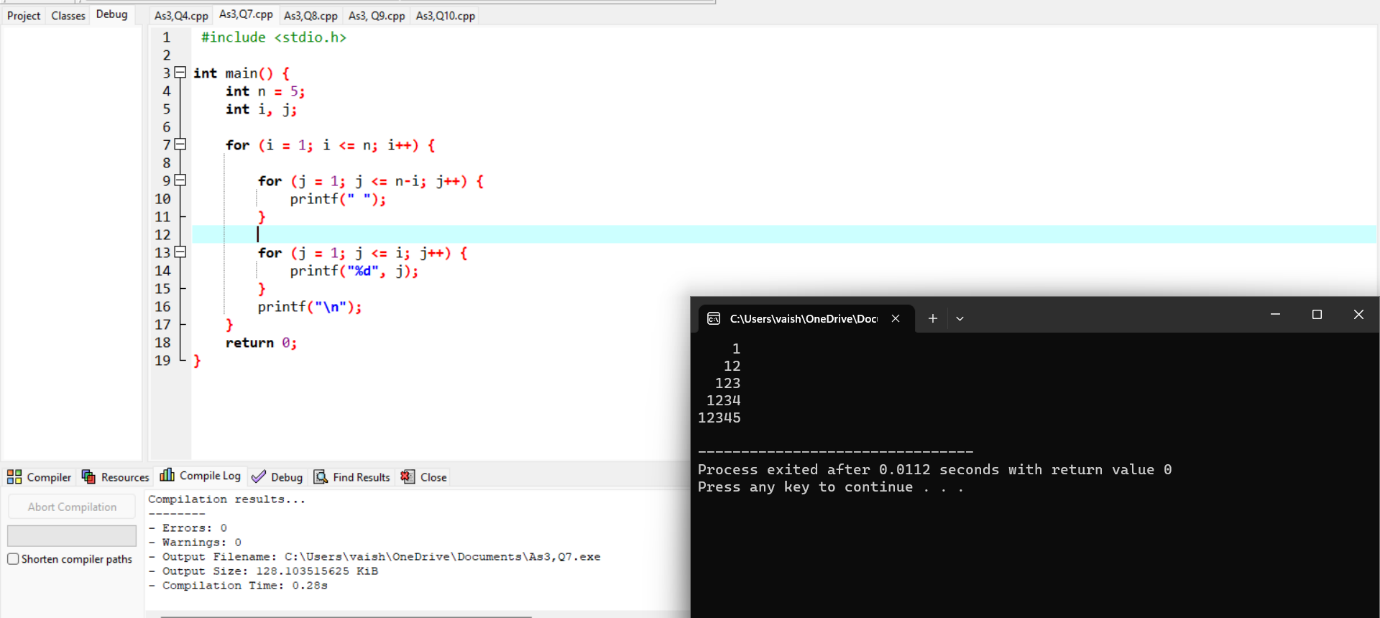 Project Classes Debug
As3,Q4.cpp As3,Q7.cpp As3,Q8.cpp As3, Q9.cpp As3,Q10.cpp
1 #include <stdio.h>
2
3 int main() {
4 int n = 5;
5 int i, j;
6
7 for (i = 1; i <= n; i++) {
8
9 for (j = 1; j <= n-i; j++) {
10 printf(" ");
11 }
12
13 for (j = 1; j <= i; j++) {
14 printf("%d", j);
15 }
16 printf("\n");
17 }
18 return 0;
19 }
C:\Users\vaish\OneDrive\Docu
1
12
123
1234
12345
--------------------------------
Process exited after 0.0112 seconds with return value 0
Press any key to continue . . .
Compiler Resources Compile Log Debug Find Results Close
Abort Compilation
Shorten compiler paths
Compilation results...
--------
- Errors: 0
- Warnings: 0
- Output Filename: C:\Users\vaish\OneDrive\Documents\As3,Q7.exe
- Output Size: 128.103515625 KiB
- Compilation Time: 0.28s